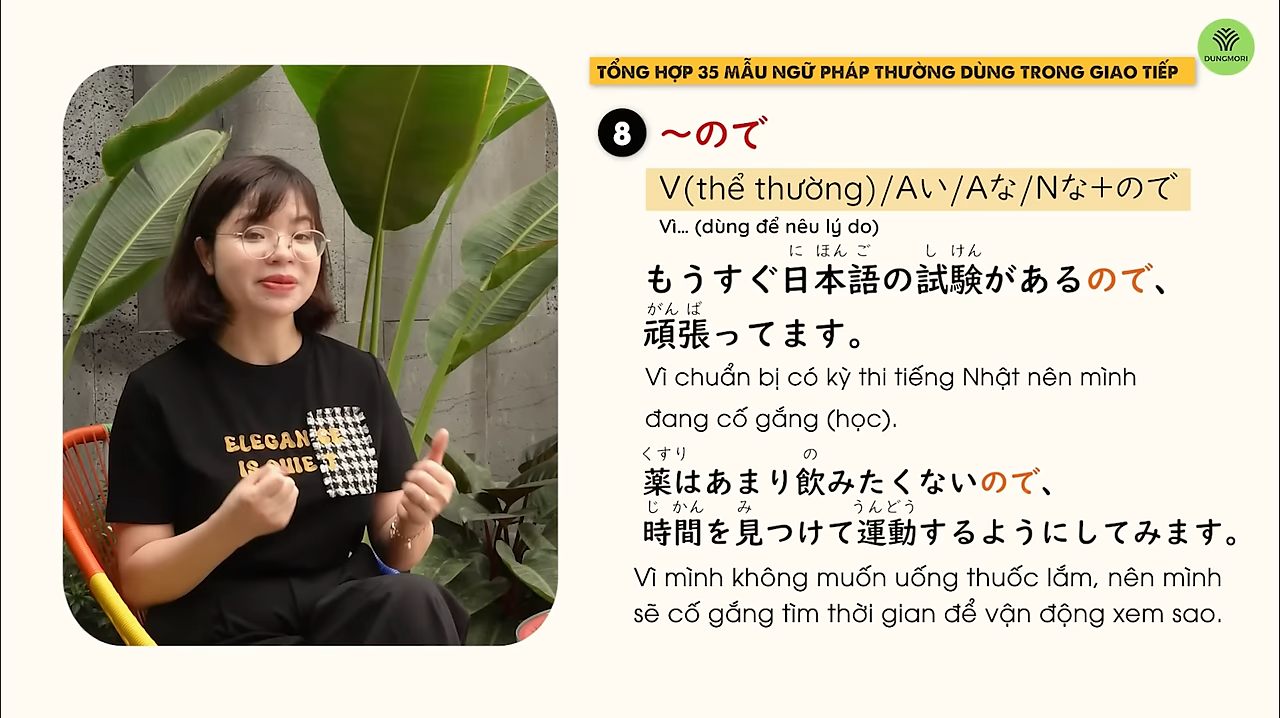 DUNGMORI
TỔNG HỢP 35 MẪU NGỮ PHÁP THƯỜNG DÙNG TRONG GIAO TIẾP
8 〜ので
V(thể thường)/Aい/Aな/Nな+ので
Vì... (dùng để nêu lý do)
に ほん ご し けん
もうすぐ日本語の試験があるので、
がん ば
頑張ってます。
Vì chuẩn bị có kỳ thi tiếng Nhật nên mình
đang cố gắng (học).
くすり の
薬はあまり飲みたくないので、
じ かん み うんどう
時間を見つけて運動するようにしてみます。
Vì mình không muốn uống thuốc lắm, nên mình
sẽ cố gắng tìm thời gian để vận động xem sao.
ELEGAN
IS